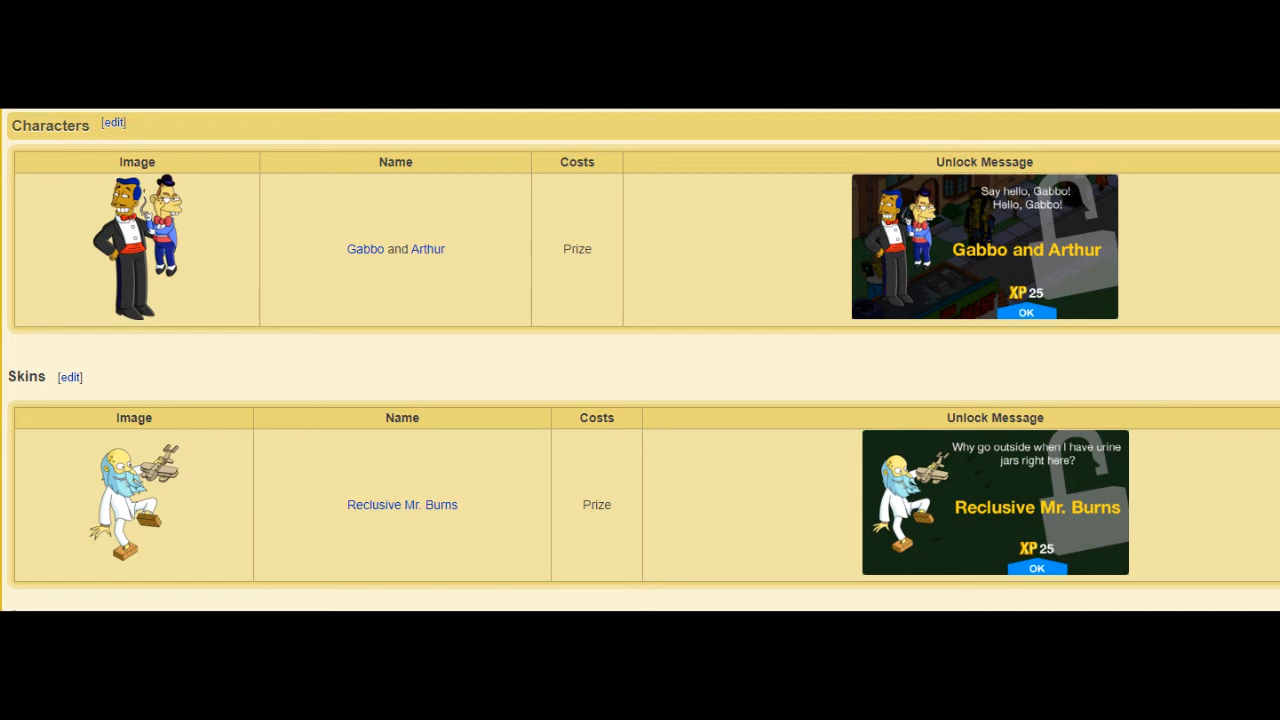 Characters [edit]
Image Name Costs Unlock Message
Say hello, Gabbo!
Hello, Gabbo!
Gabbo and Arthur Prize Gabbo and Arthur
XP 25
OK
Skins [edit]
Image Name Costs Unlock Message
Why go outside when I have urine
jars right here?
Reclusive Mr. Burns Prize Reclusive Mr. Burns
XP 25
OK